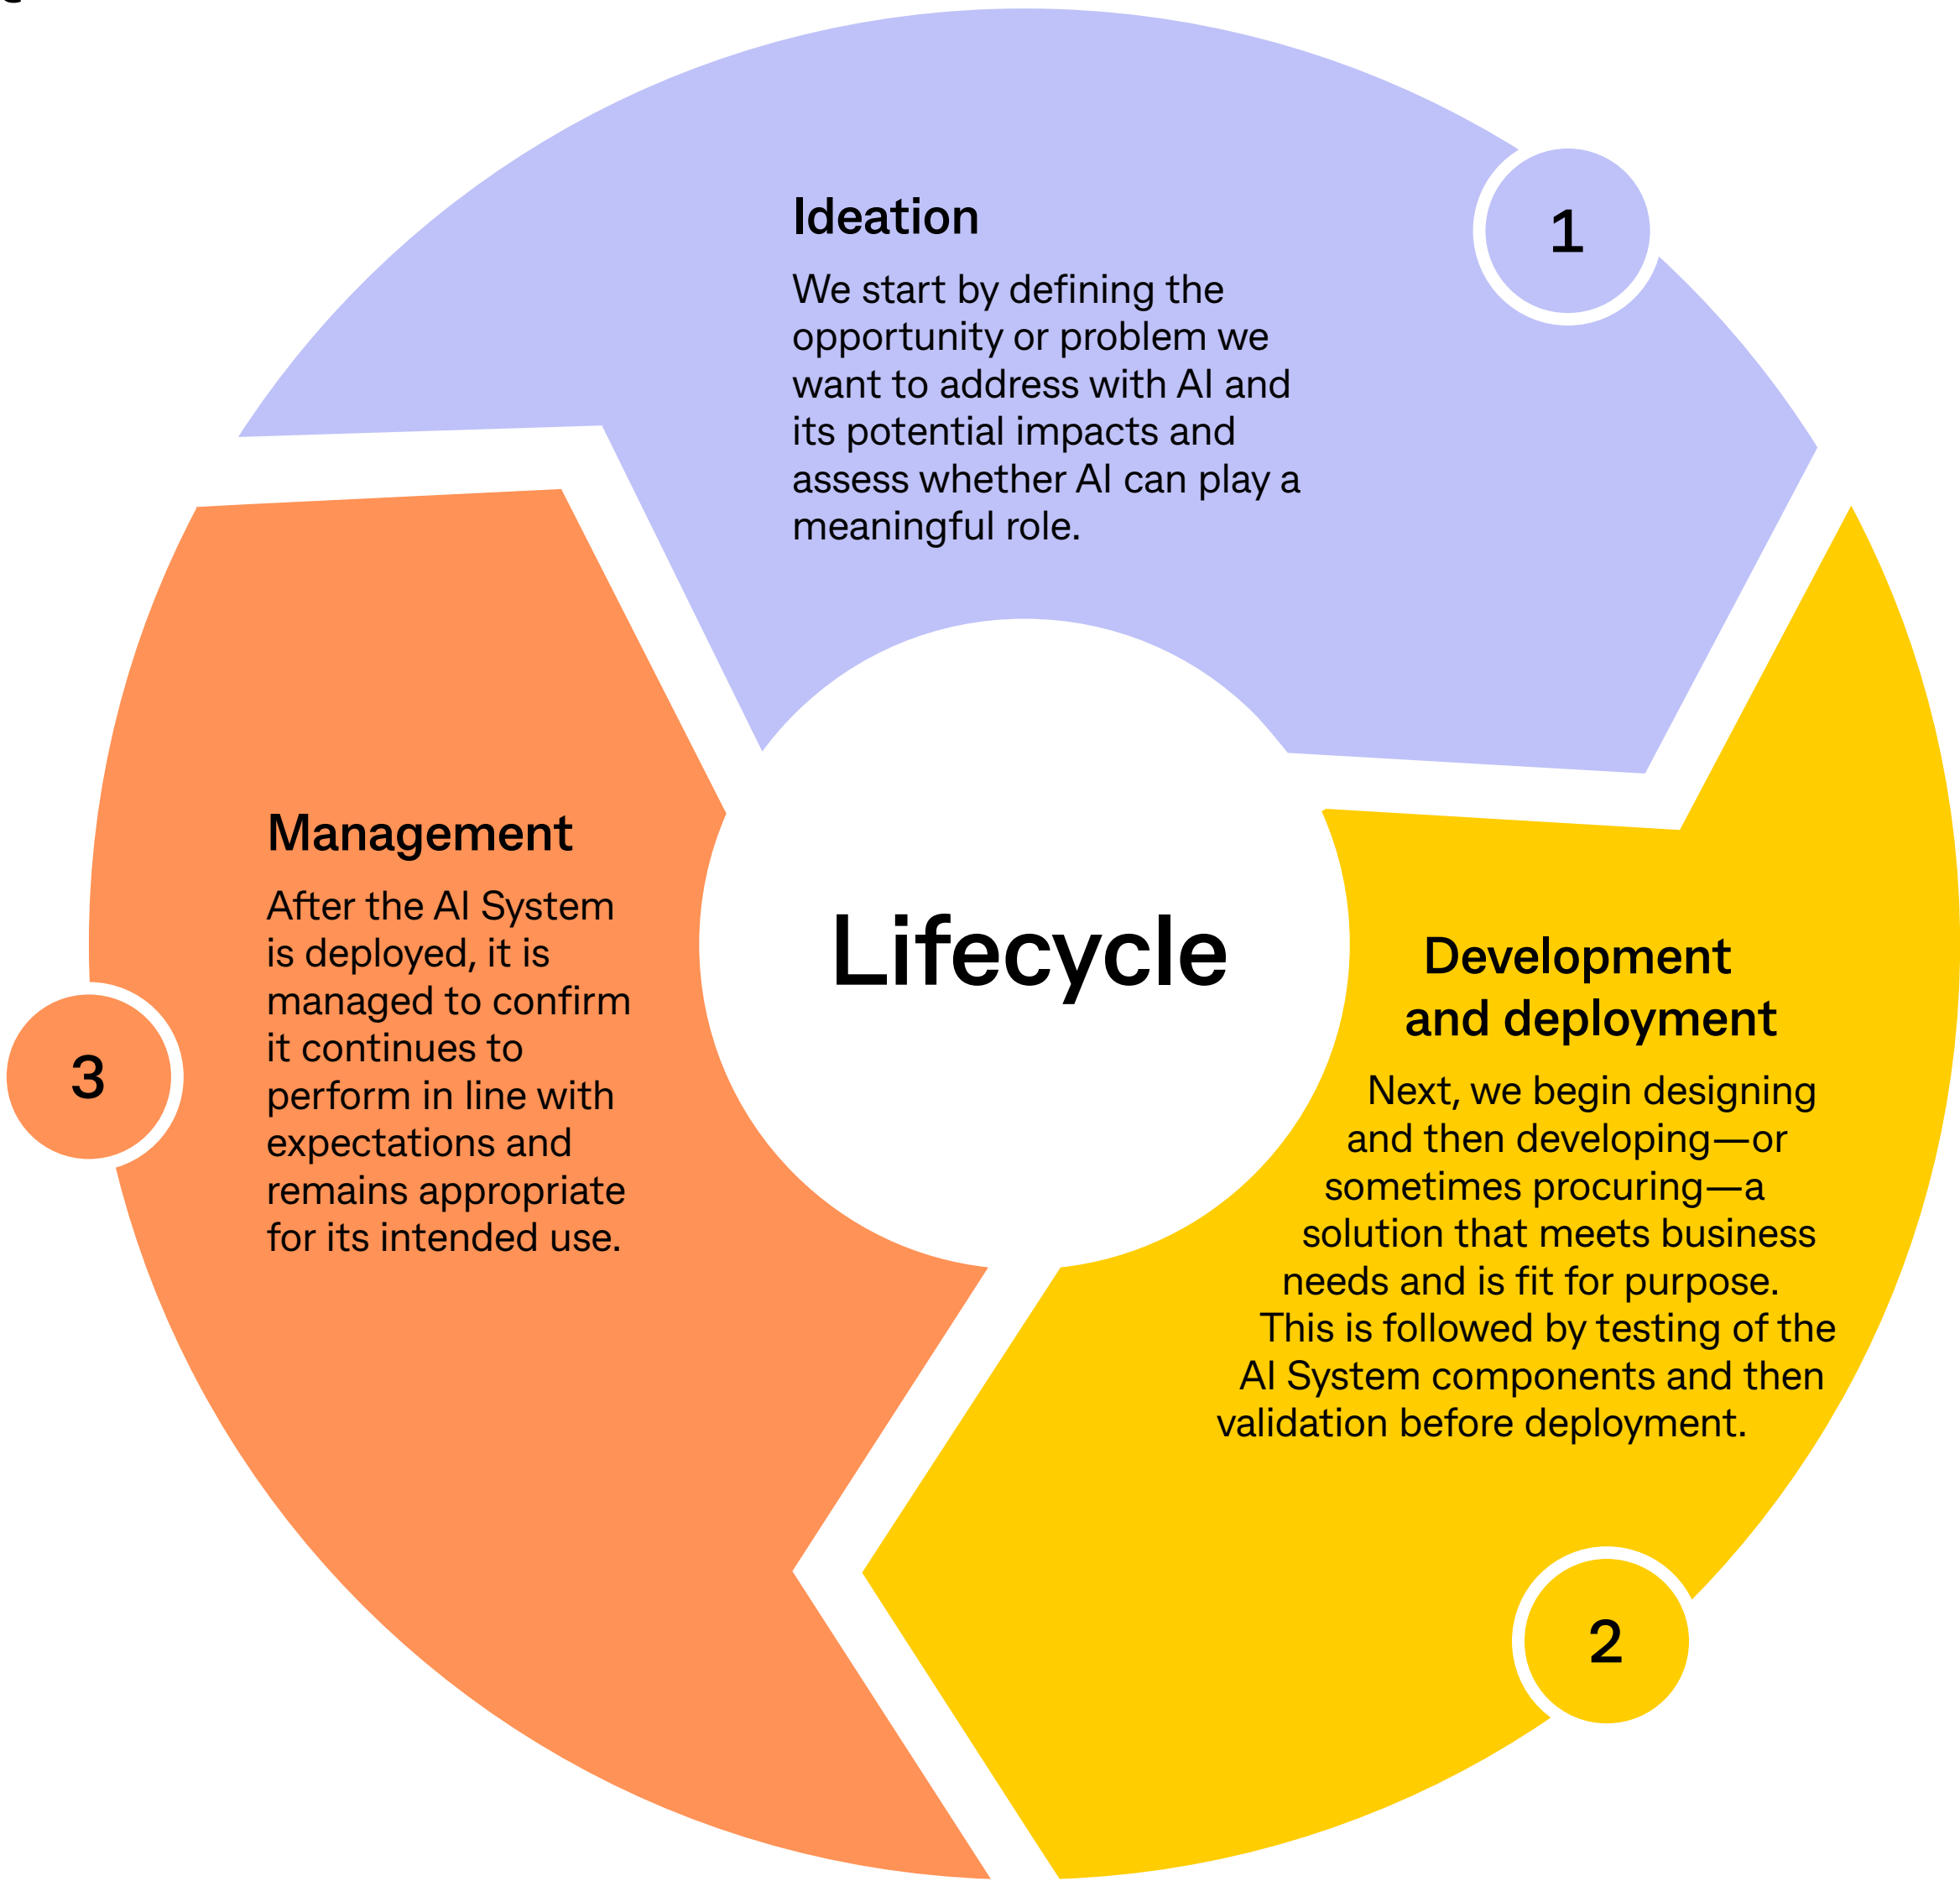 Ideation
We start by defining the
opportunity or problem we
want to address with AI and
its potential impacts and
assess whether AI can play a
meaningful role.
1
Lifecycle
Development
and deployment
Next, we begin designing
and then developing—or
sometimes procuring—a
solution that meets business
needs and is fit for purpose.
This is followed by testing of the
AI System components and then
validation before deployment.
2
Management
After the AI System
is deployed, it is
managed to confirm
it continues to
perform in line with
expectations and
remains appropriate
for its intended use.
3